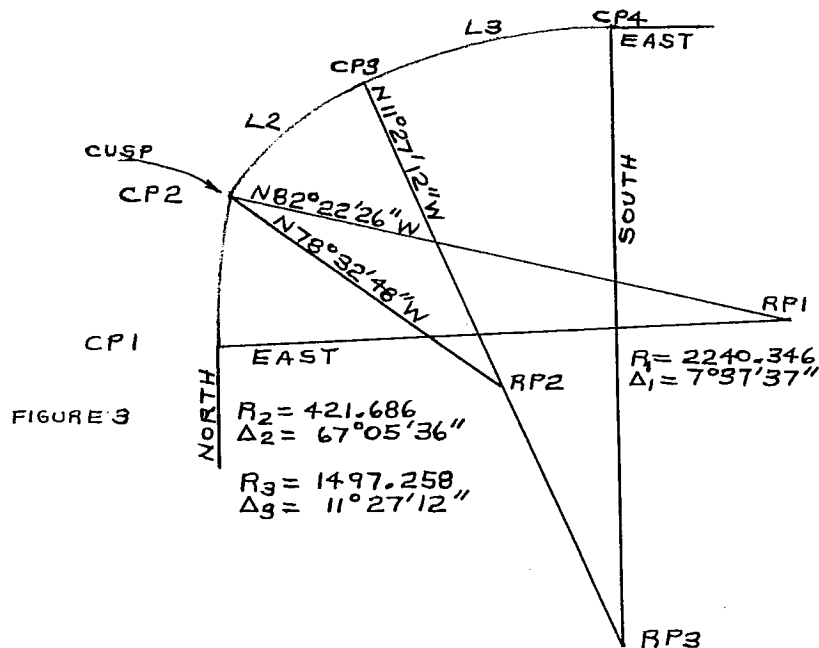 CP4
L3
EAST
CP3
L2
N11°27'12"W
CUSP
CP2
N82°22'26"W
N78°32'48"W
SOUTH
RP1
CP1
EAST
R1 = 2240.346
Δ1 = 7°37'37"
RP2
FIGURE 3
NORTH
R2 = 421.686
Δ2 = 67°05'36"
R3 = 1497.258
Δ3 = 11°27'12"
RP3